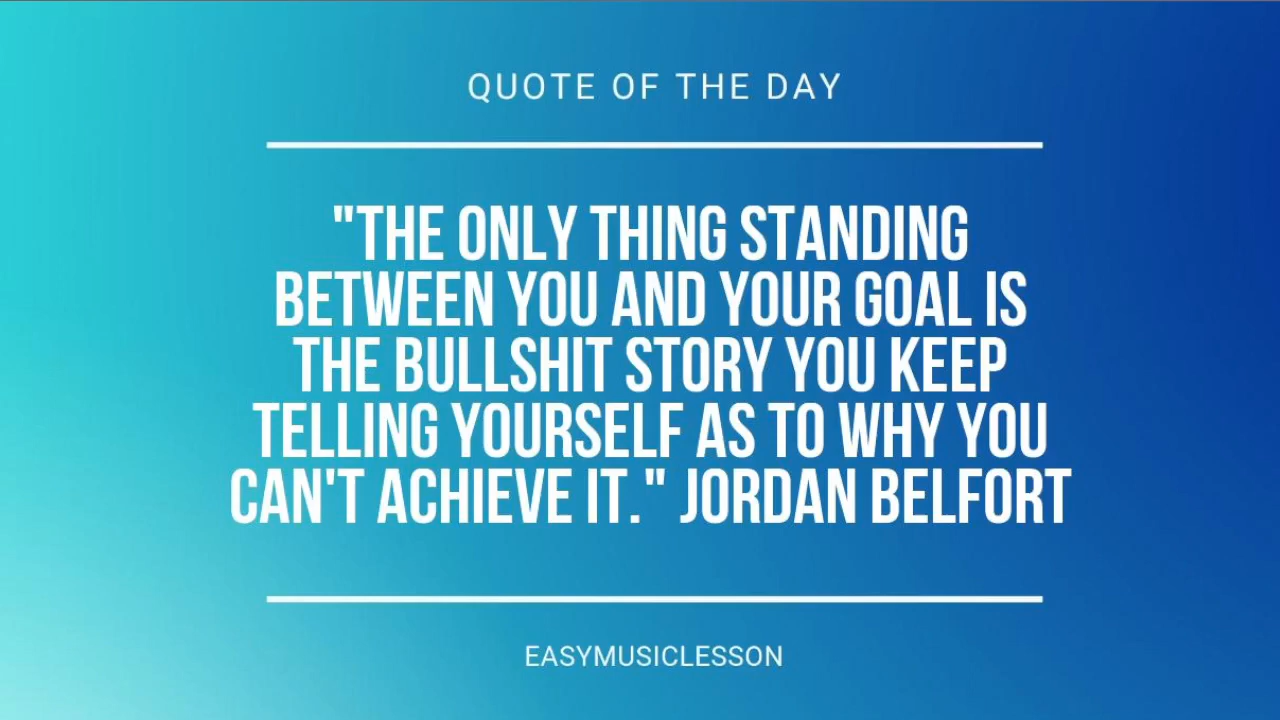 QUOTE OF THE DAY
"THE ONLY THING STANDING
BETWEEN YOU AND YOUR GOAL IS
THE BULLSHIT STORY YOU KEEP
TELLING YOURSELF AS TO WHY YOU
CAN'T ACHIEVE IT." JORDAN BELFORT
EASYMUSICLESSON